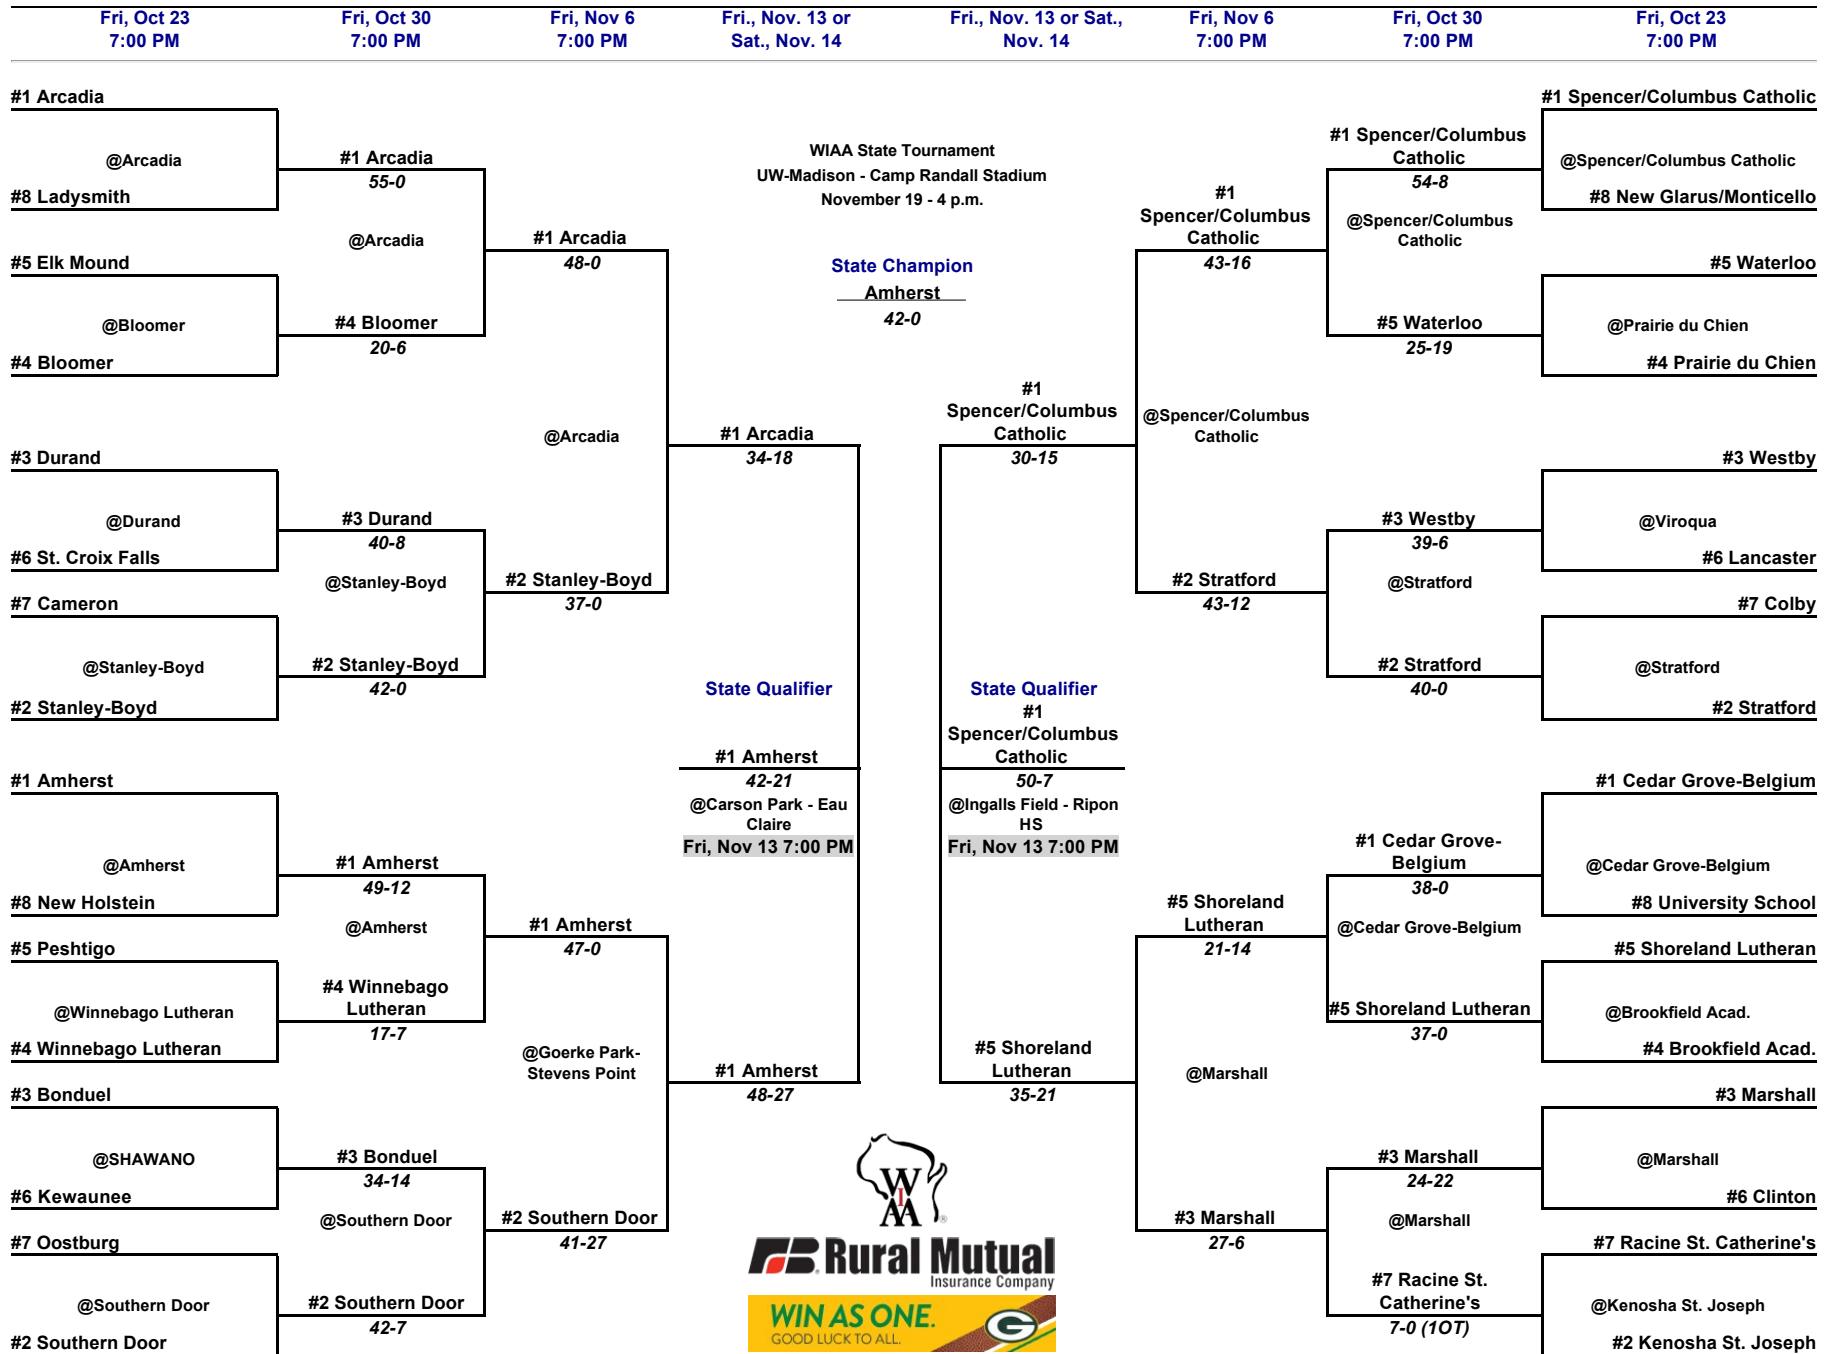 Fri, Oct 23
7:00 PM
Fri, Oct 30
7:00 PM
Fri, Nov 6
7:00 PM
Fri., Nov. 13 or
Sat., Nov. 14
Fri., Nov. 13 or Sat.,
Nov. 14
Fri, Nov 6
7:00 PM
Fri, Oct 30
7:00 PM
Fri, Oct 23
7:00 PM
#1 Arcadia
@Arcadia
#8 Ladysmith
#5 Elk Mound
@Bloomer
#4 Bloomer
#3 Durand
@Durand
#6 St. Croix Falls
#7 Cameron
@Stanley-Boyd
#2 Stanley-Boyd
#1 Amherst
@Amherst
#8 New Holstein
#5 Peshtigo
@Winnebago Lutheran
#4 Winnebago Lutheran
#3 Bonduel
@SHAWANO
#6 Kewaunee
#7 Oostburg
@Southern Door
#2 Southern Door
#1 Arcadia
55-0
@Arcadia
#4 Bloomer
20-6
#3 Durand
40-8
@Stanley-Boyd
#2 Stanley-Boyd
42-0
#1 Amherst
49-12
@Amherst
#4 Winnebago
Lutheran
17-7
#3 Bonduel
34-14
@Southern Door
#2 Southern Door
42-7
#1 Arcadia
48-0
@Arcadia
#2 Stanley-Boyd
37-0
#1 Amherst
47-0
@Goerke Park-
Stevens Point
#2 Southern Door
41-27
#1 Arcadia
34-18
State Qualifier
#1 Amherst
42-21
@Carson Park - Eau
Claire
Fri, Nov 13 7:00 PM
#1 Amherst
48-27
WIAA State Tournament
UW-Madison - Camp Randall Stadium
November 19 - 4 p.m.
State Champion
Amherst
42-0
#1
Spencer/Columbus
Catholic
30-15
State Qualifier
#1
Spencer/Columbus
Catholic
50-7
@Ingalls Field - Ripon
HS
Fri, Nov 13 7:00 PM
#5 Shoreland
Lutheran
35-21
WIAA
®
Rural Mutual
Insurance Company
WIN AS ONE.
GOOD LUCK TO ALL.
G
#1
Spencer/Columbus
Catholic
43-16
@Spencer/Columbus
Catholic
#2 Stratford
43-12
#5 Shoreland
Lutheran
21-14
@Marshall
#3 Marshall
27-6
#1 Spencer/Columbus
Catholic
54-8
@Spencer/Columbus
Catholic
#5 Waterloo
25-19
#3 Westby
39-6
@Stratford
#2 Stratford
40-0
#1 Cedar Grove-
Belgium
38-0
@Cedar Grove-Belgium
#5 Shoreland Lutheran
37-0
#3 Marshall
24-22
@Marshall
#7 Racine St.
Catherine's
7-0 (1OT)
#1 Spencer/Columbus Catholic
@Spencer/Columbus Catholic
#8 New Glarus/Monticello
#5 Waterloo
@Prairie du Chien
#4 Prairie du Chien
#3 Westby
@Viroqua
#6 Lancaster
#7 Colby
@Stratford
#2 Stratford
#1 Cedar Grove-Belgium
@Cedar Grove-Belgium
#8 University School
#5 Shoreland Lutheran
@Brookfield Acad.
#4 Brookfield Acad.
#3 Marshall
@Marshall
#6 Clinton
#7 Racine St. Catherine's
@Kenosha St. Joseph
#2 Kenosha St. Joseph